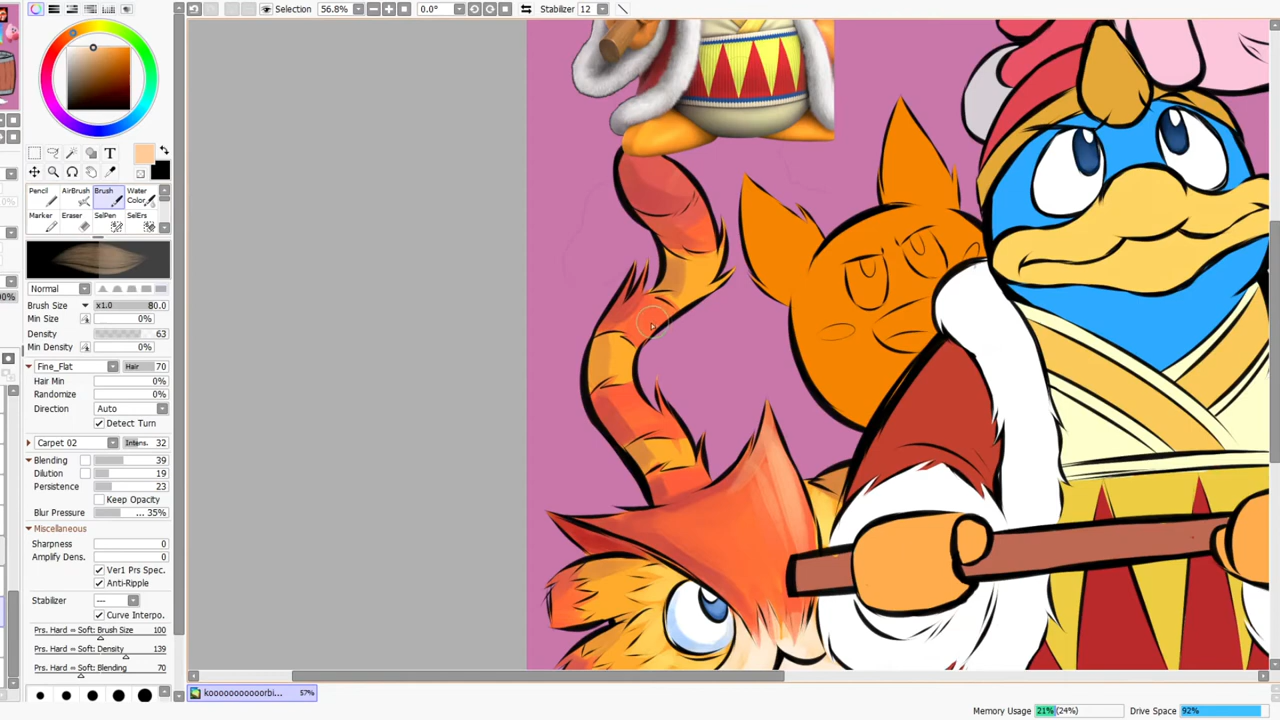 Selection 56.8% 0.0° Stabilizer 12
T
Pencil AirBrush Brush Water Color
Marker Eraser SelPen SelErs
Normal
Brush Size x1.0 80.0
Min Size 0%
Density 63
Min Density 0%
Fine_Flat Hair 70
Hair Min 0%
Randomize 0%
Direction Auto
Detect Turn
Carpet 02 Intens. 32
Blending 39
Dilution 19
Persistence 23
Keep Opacity
Blur Pressure ... 35%
Miscellaneous
Sharpness 0
Amplify Dens. 0
Ver1 Prs Spec.
Anti-Ripple
Stabilizer ---
Curve Interpo.
Prs. Hard ⇔ Soft: Brush Size 100
Prs. Hard ⇔ Soft: Density 139
Prs. Hard ⇔ Soft: Blending 70
kooooooooooorbi... 57%
Memory Usage 21% (24%) Drive Space 92%